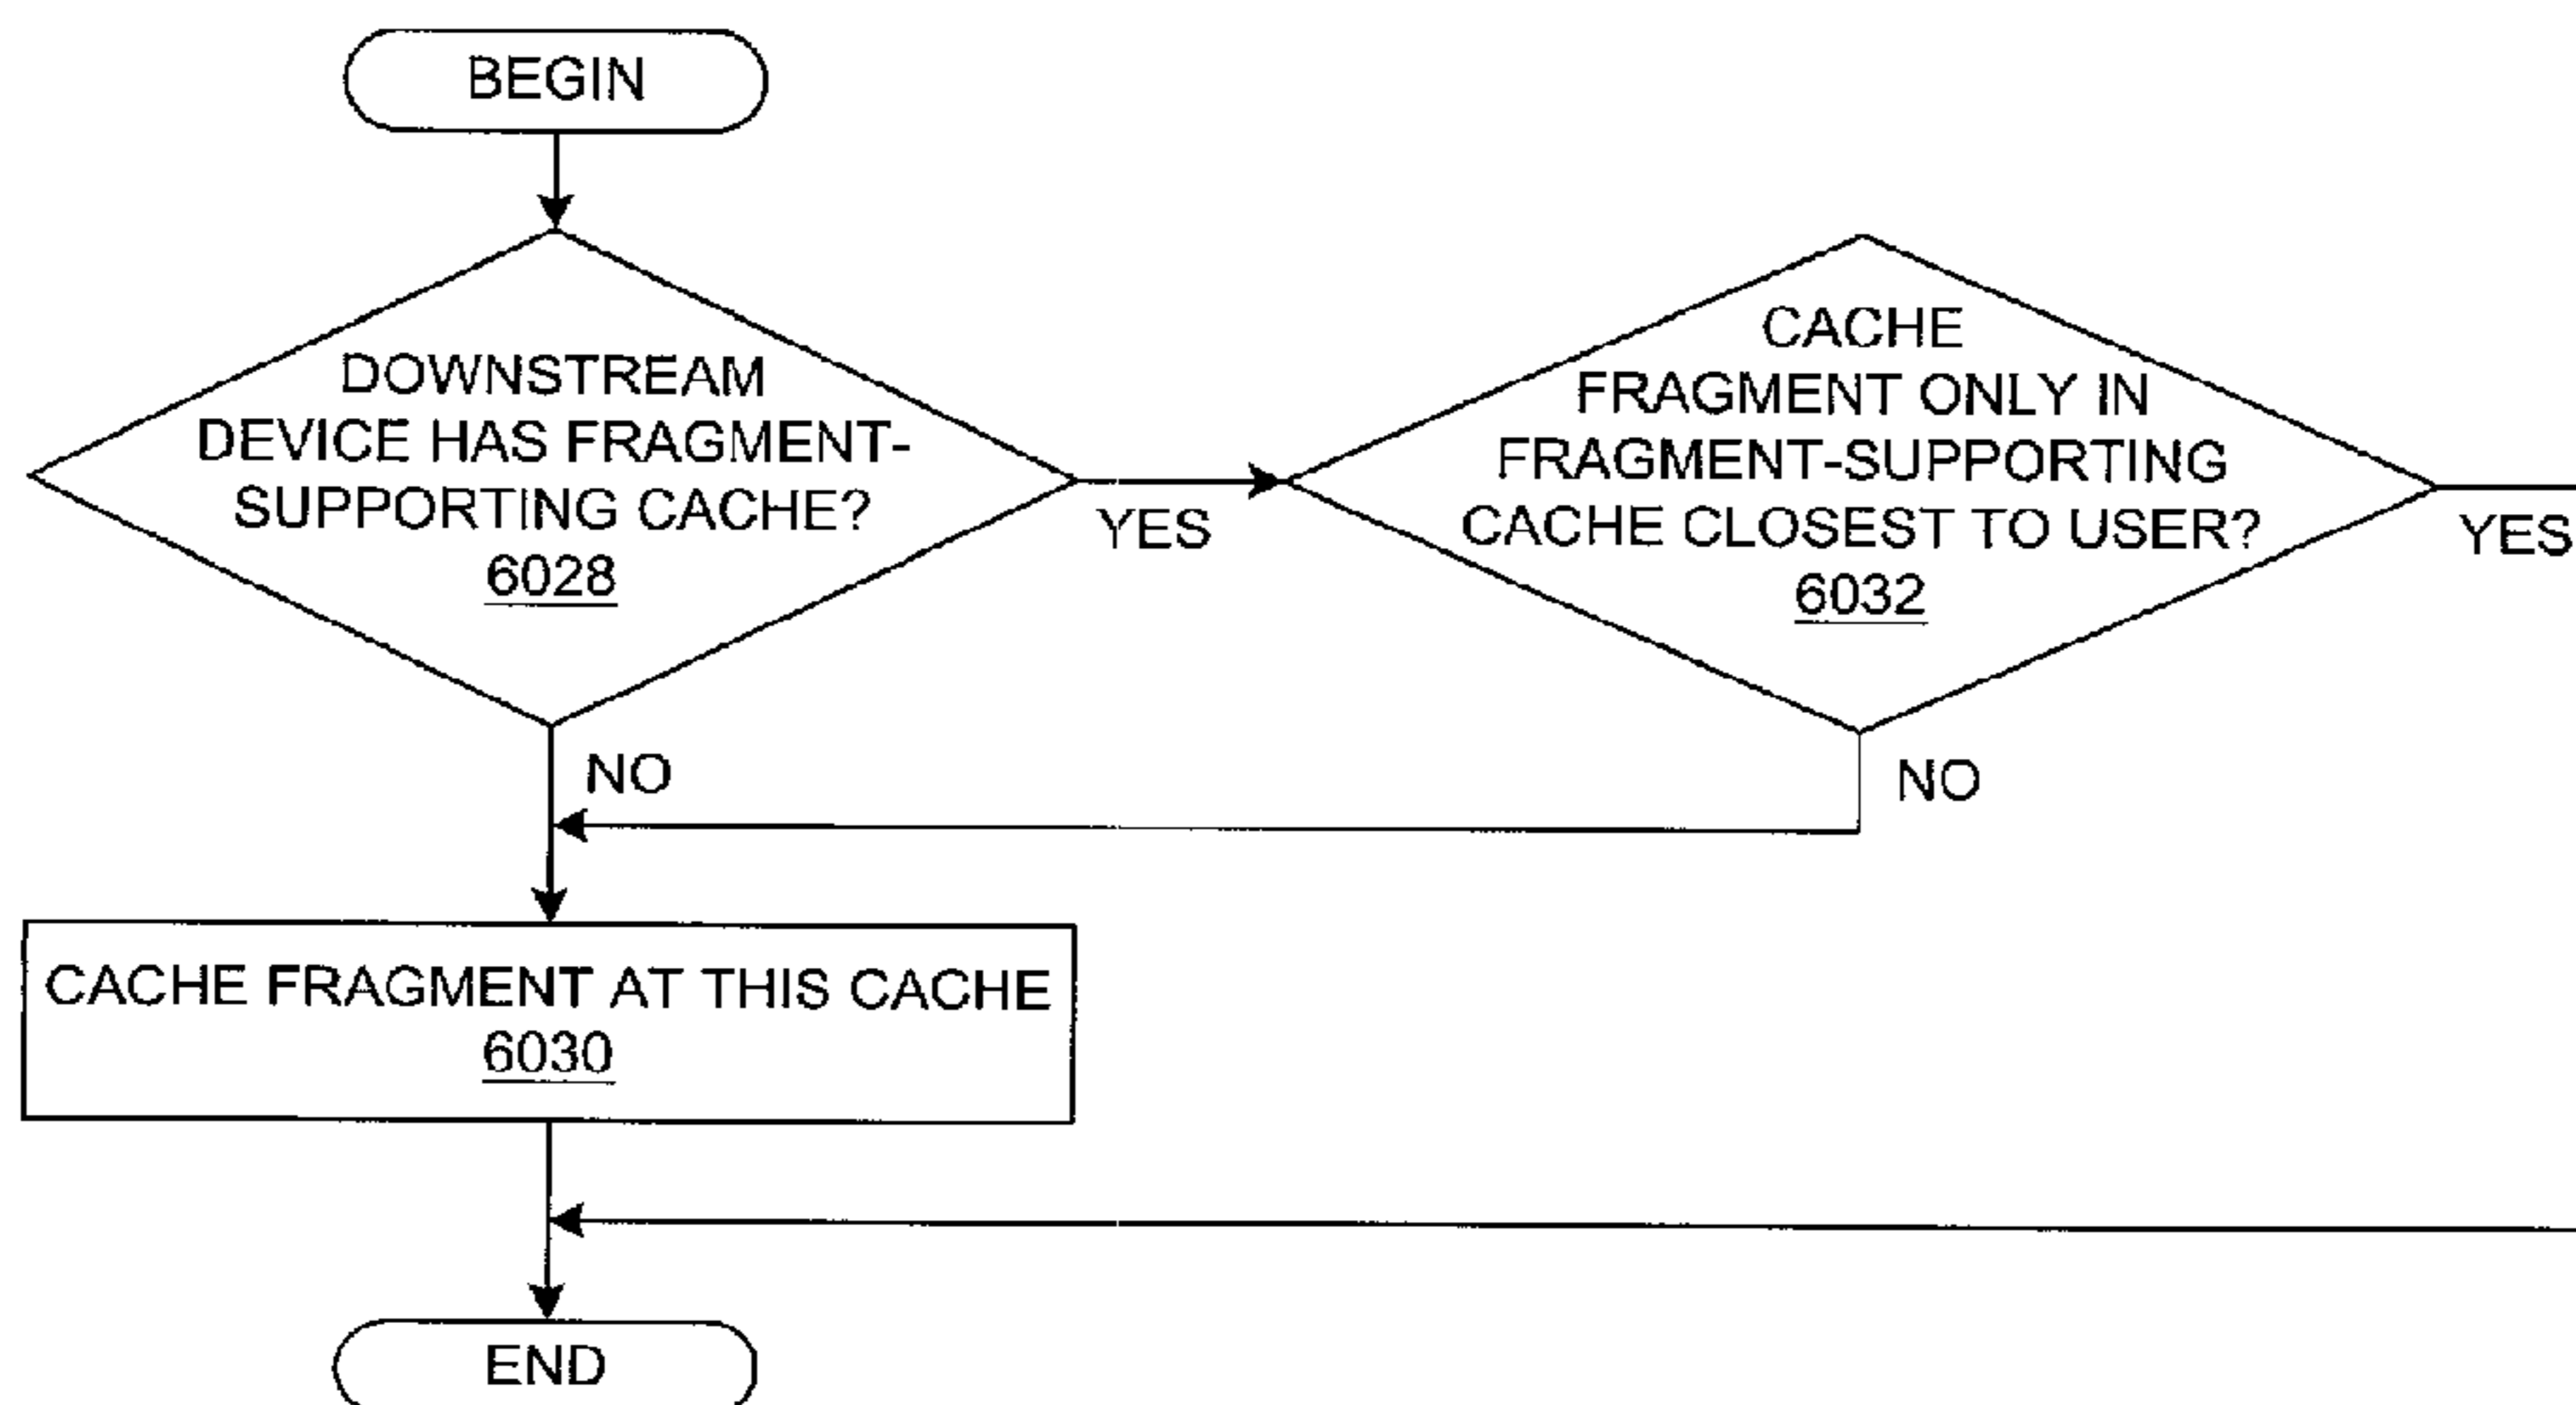 BEGIN
DOWNSTREAM
DEVICE HAS FRAGMENT-
SUPPORTING CACHE?
6028
YES
CACHE
FRAGMENT ONLY IN
FRAGMENT-SUPPORTING
CACHE CLOSEST TO USER?
6032
YES
NO
NO
CACHE FRAGMENT AT THIS CACHE
6030
END